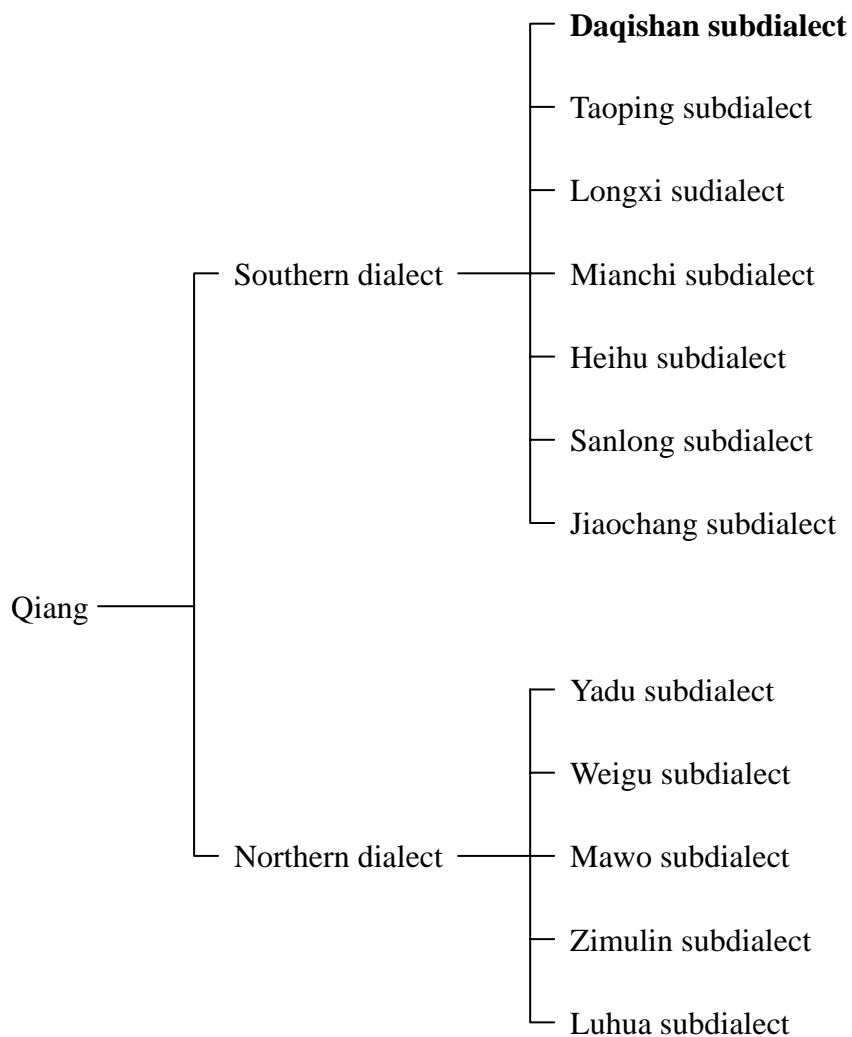 Daqishan subdialect
Taoping subdialect
Longxi sudialect
Southern dialect
Mianchi subdialect
Heihu subdialect
Sanlong subdialect
Jiaochang subdialect
Qiang
Yadu subdialect
Weigu subdialect
Northern dialect
Mawo subdialect
Zimulin subdialect
Luhua subdialect